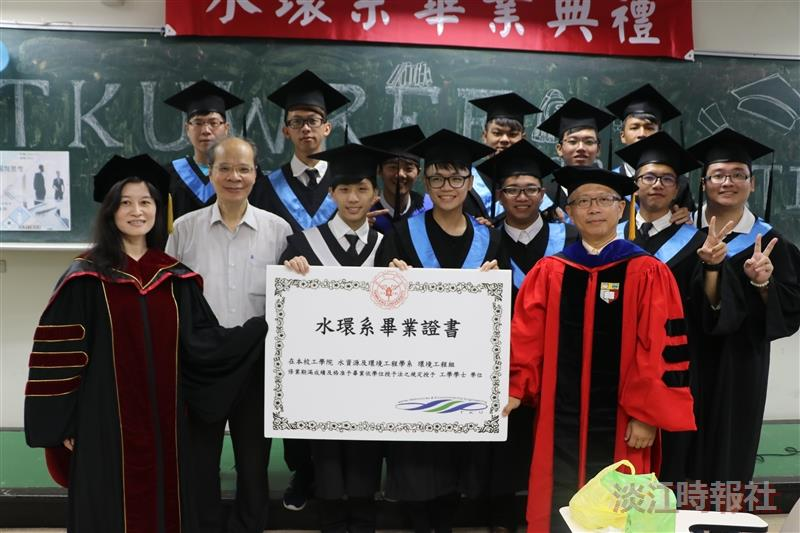 水環系畢業典禮
TKUWREE
水環系畢業證書
在本校工學院 水資源及環境工程學系 環境工程組
修業期滿成績及格准予畢業依學位授予法之規定授予 工學學士 學位
TKU
淡江時報社